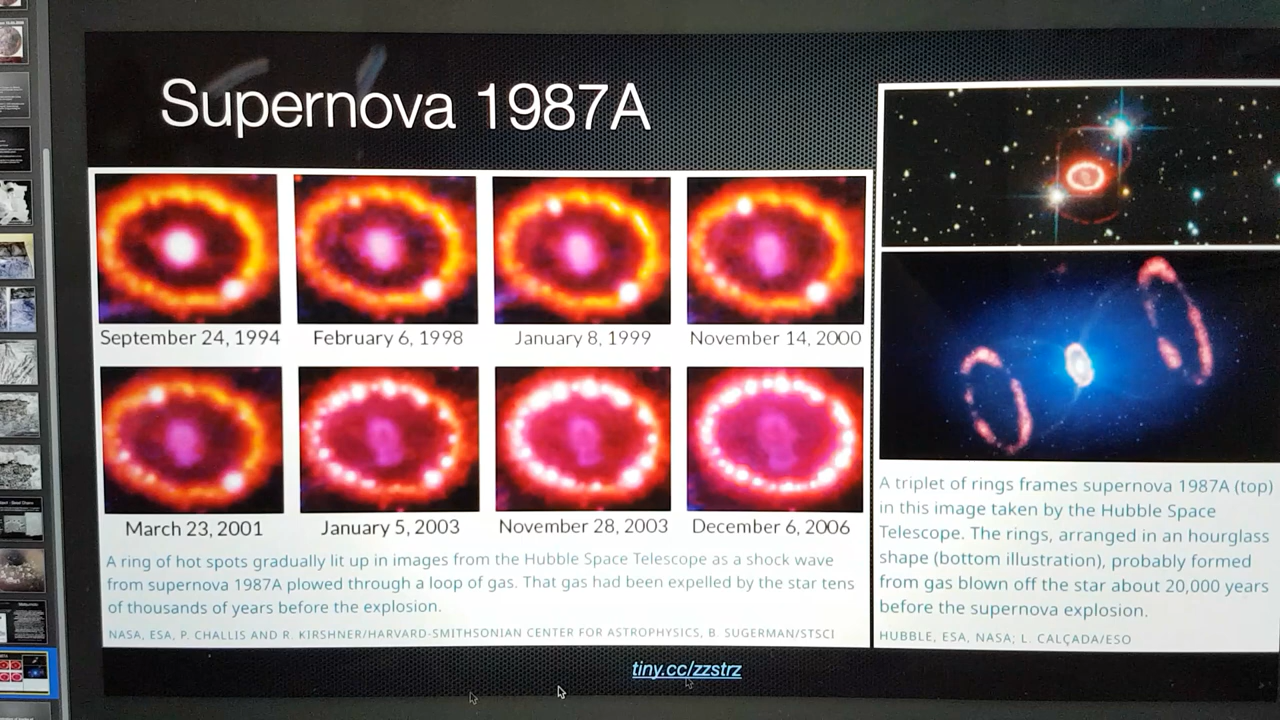 Supernova 1987A
September 24, 1994
February 6, 1998
January 8, 1999
November 14, 2000
March 23, 2001
January 5, 2003
November 28, 2003
December 6, 2006
A ring of hot spots gradually lit up in images from the Hubble Space Telescope as a shock wave
from supernova 1987A plowed through a loop of gas. That gas had been expelled by the star tens
of thousands of years before the explosion.
NASA, ESA, P. CHALLIS AND R. KIRSHNER/HARVARD-SMITHSONIAN CENTER FOR ASTROPHYSICS, B. SUGERMAN/STSCI
A triplet of rings frames supernova 1987A (top)
in this image taken by the Hubble Space
Telescope. The rings, arranged in an hourglass
shape (bottom illustration), probably formed
from gas blown off the star about 20,000 years
before the supernova explosion.
HUBBLE, ESA, NASA; L. CALÇADA/ESO
tiny.cc/zzstrz